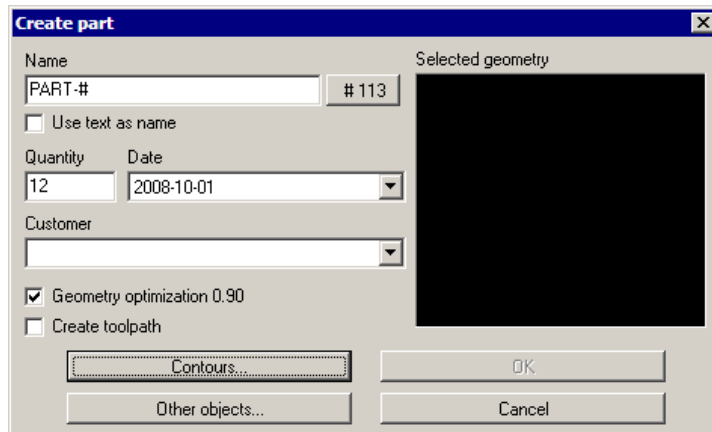 Create part
Name
Selected geometry
PART-#
# 113
Use text as name
Quantity Date
12 2008-10-01
Customer
Geometry optimization 0.90
Create toolpath
Contours... OK
Other objects... Cancel